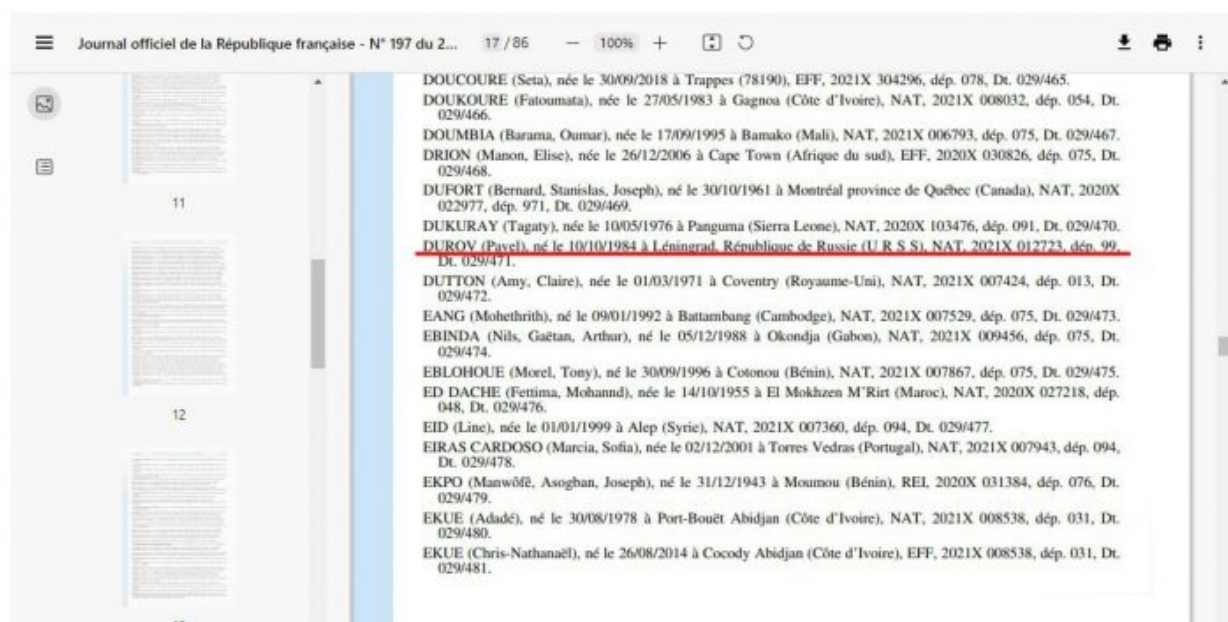 Journal officiel de la République française - N° 197 du 2... 17 / 86 100%
DOUCOURE (Seta), née le 30/09/2018 à Trappes (78190), EFF, 2021X 304296, dép. 078, Dt. 029/465.
DOUKOURE (Fatoumata), née le 27/05/1983 à Gagnoa (Côte d'Ivoire), NAT, 2021X 008032, dép. 054, Dt.
029/466.
DOUMBIA (Barama, Oumar), née le 17/09/1995 à Bamako (Mali), NAT, 2021X 006793, dép. 075, Dt. 029/467.
DRION (Manon, Elise), née le 26/12/2006 à Cape Town (Afrique du sud), EFF, 2020X 030826, dép. 075, Dt.
029/468.
DUFORT (Bernard, Stanislas, Joseph), né le 30/10/1961 à Montréal province de Québec (Canada), NAT, 2020X
022977, dép. 971, Dt. 029/469.
DUKURAY (Tagaty), née le 10/05/1976 à Panguma (Sierra Leone), NAT, 2020X 103476, dép. 091, Dt. 029/470.
DUROV (Pavel), né le 10/10/1984 à Léningrad, République de Russie (U R S S), NAT, 2021X 012723, dép. 99,
Dt. 029/471.
DUTTON (Amy, Claire), née le 01/03/1971 à Coventry (Royaume-Uni), NAT, 2021X 007424, dép. 013, Dt.
029/472.
EANG (Mohethrith), né le 09/01/1992 à Battambang (Cambodge), NAT, 2021X 007529, dép. 075, Dt. 029/473.
EBINDA (Nils, Gaëtan, Arthur), né le 05/12/1988 à Okondja (Gabon), NAT, 2021X 009456, dép. 075, Dt.
029/474.
EBLOHOUE (Morel, Tony), né le 30/09/1996 à Cotonou (Bénin), NAT, 2021X 007867, dép. 075, Dt. 029/475.
ED DACHE (Fettima, Mohannd), née le 14/10/1955 à El Mokhzen M'Rirt (Maroc), NAT, 2020X 027218, dép.
048, Dt. 029/476.
EID (Line), née le 01/01/1999 à Alep (Syrie), NAT, 2021X 007360, dép. 094, Dt. 029/477.
EIRAS CARDOSO (Marcia, Sofia), née le 02/12/2001 à Torres Vedras (Portugal), NAT, 2021X 007943, dép. 094,
Dt. 029/478.
EKPO (Manwôfê, Asogban, Joseph), né le 31/12/1943 à Moumou (Bénin), REI, 2020X 031384, dép. 076, Dt.
029/479.
EKUE (Adadé), né le 30/08/1978 à Port-Bouët Abidjan (Côte d'Ivoire), NAT, 2021X 008538, dép. 031, Dt.
029/480.
EKUE (Chris-Nathanaël), né le 26/08/2014 à Cocody Abidjan (Côte d'Ivoire), EFF, 2021X 008538, dép. 031, Dt.
029/481.
11
12